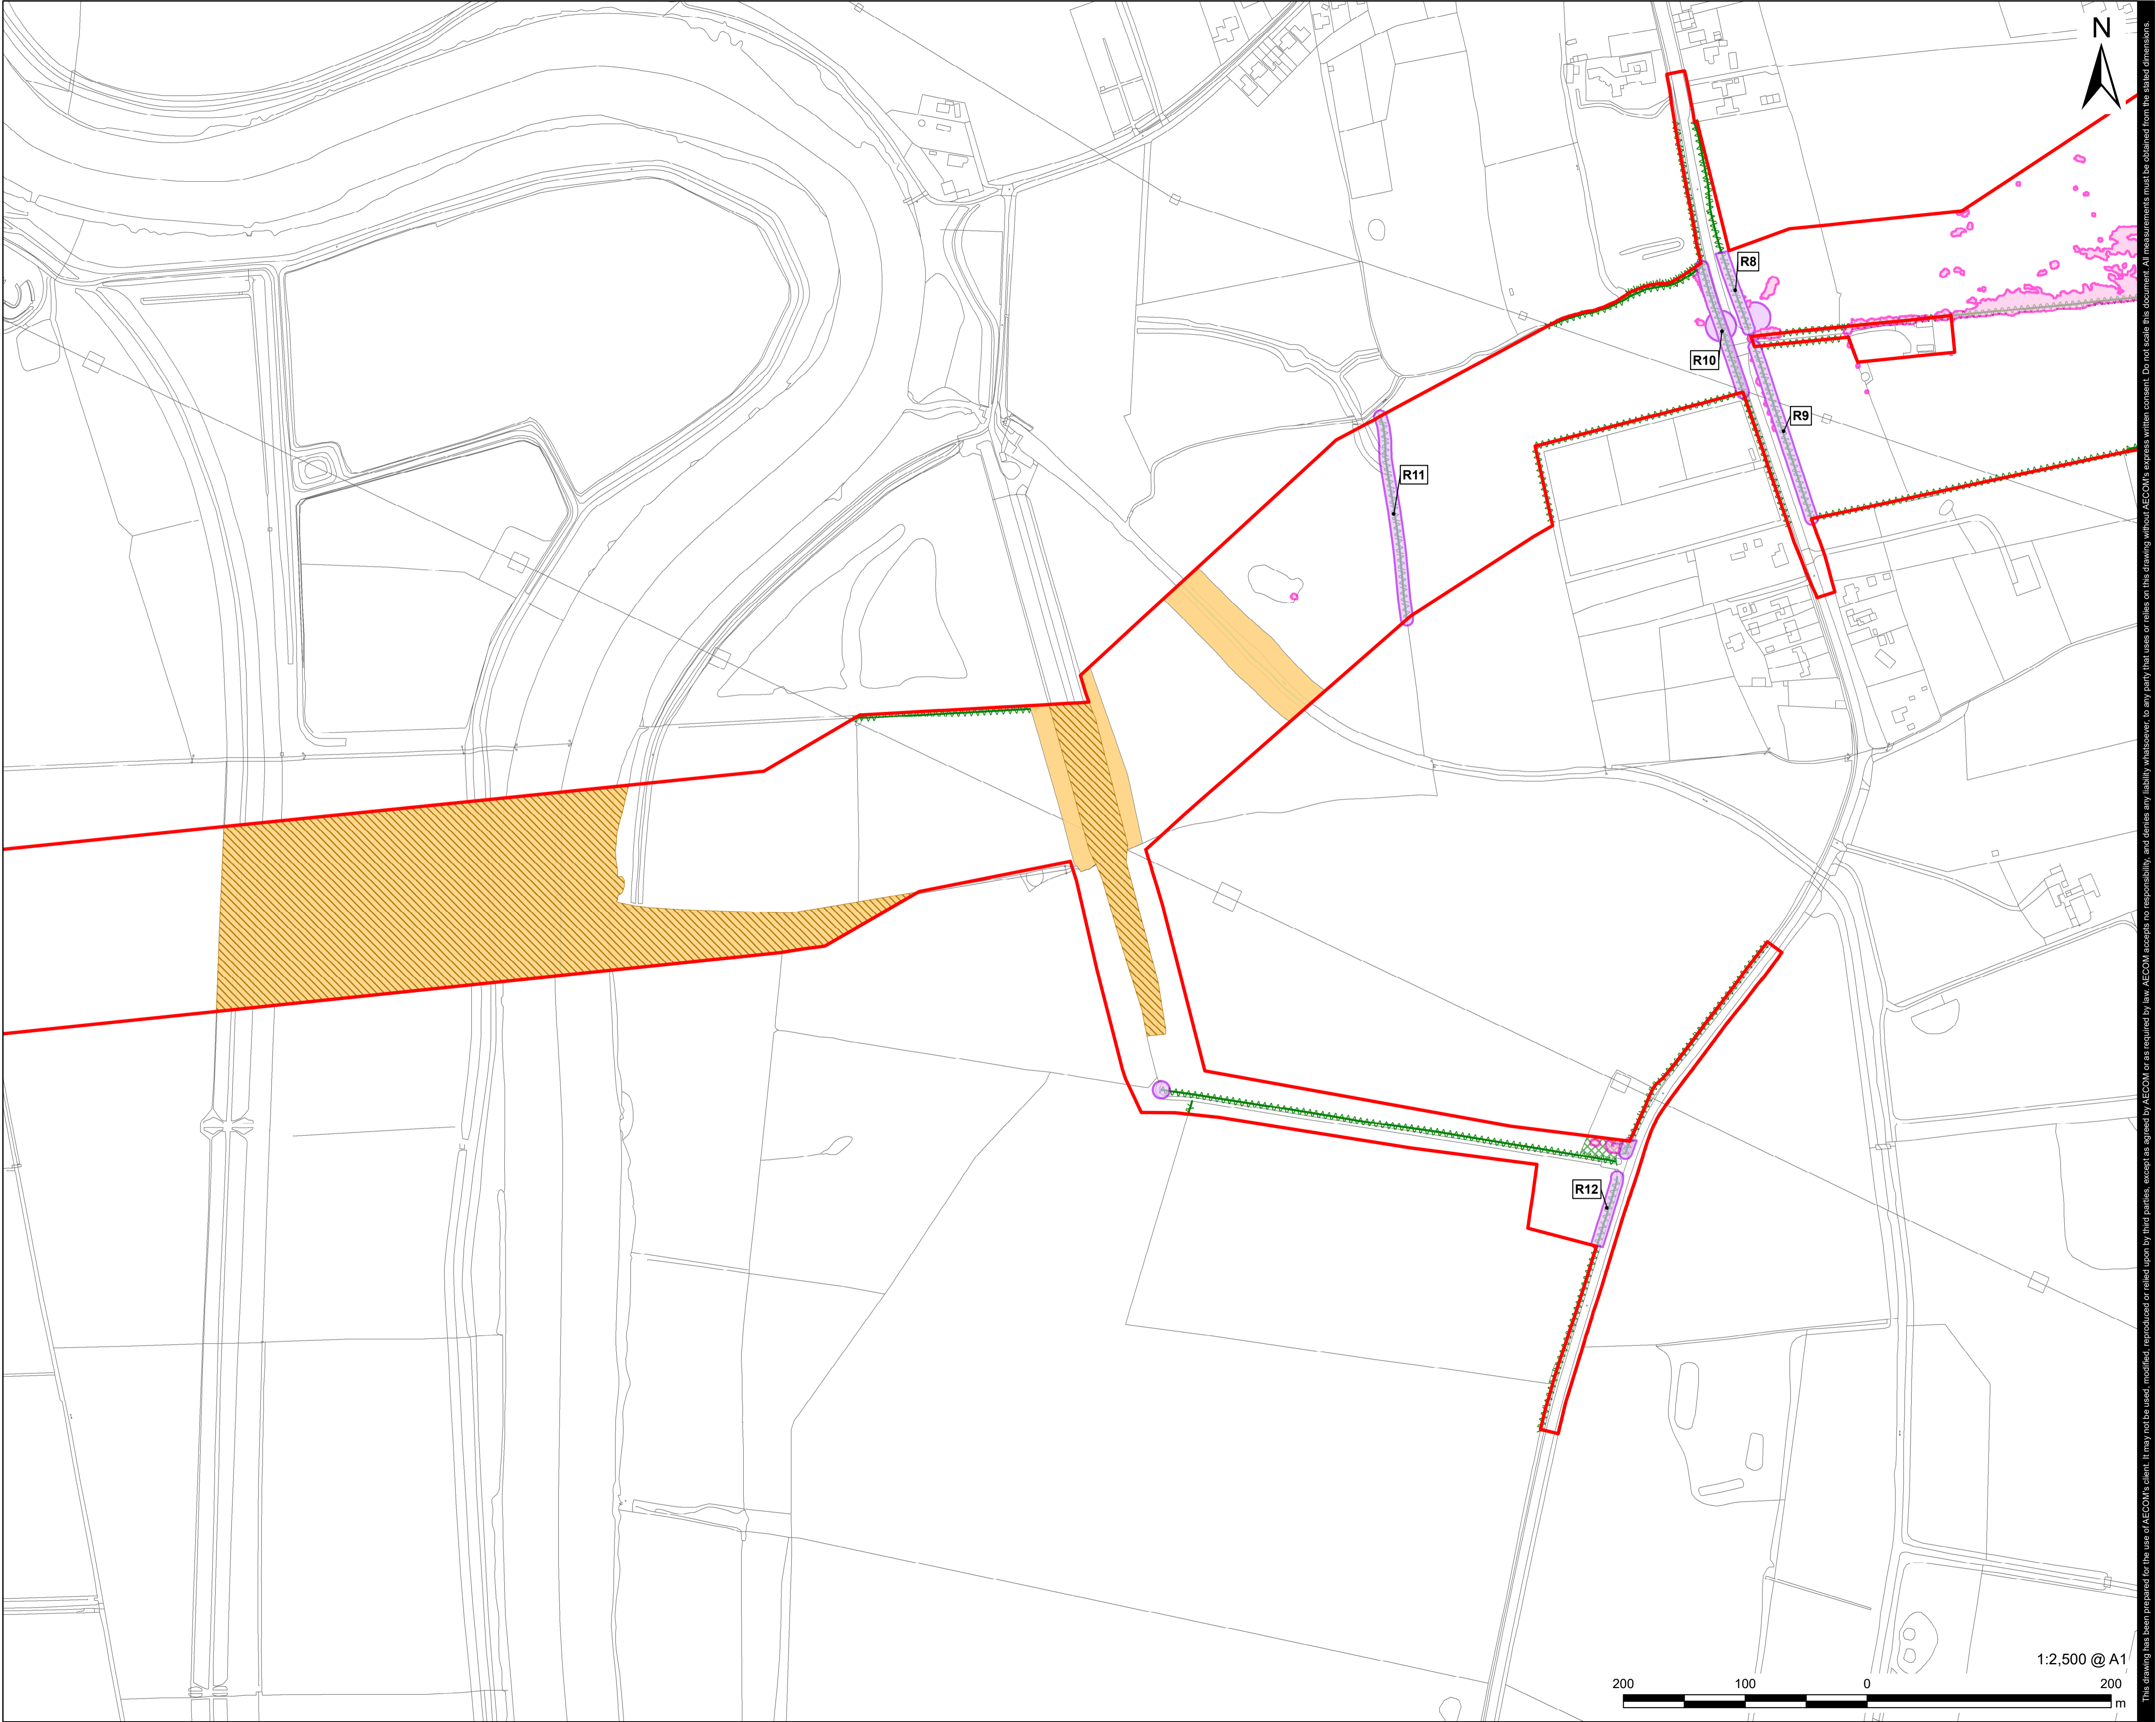 N
R8
R10
R9
R11
R12
1:2,500 @ A1
200 100 0 200
m
This drawing has been prepared for the use of AECOM's client. It may not be used, modified, reproduced or relied upon by third parties, except as agreed by AECOM or as required by law. AECOM accepts no responsibility, and denies any liability whatsoever, to any party that uses or relies on this drawing without AECOM's express written consent. Do not scale this document. All measurements must be obtained from the stated dimensions.